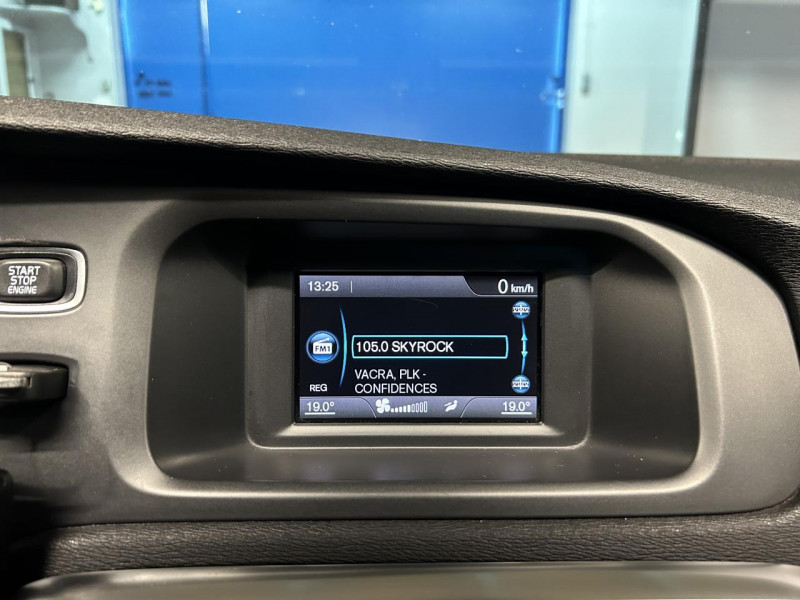 START
STOP
ENGINE
13:25
0 km/h
FM1
105.0 SKYROCK
REG
VACRA, PLK -
CONFIDENCES
19.0°
19.0°